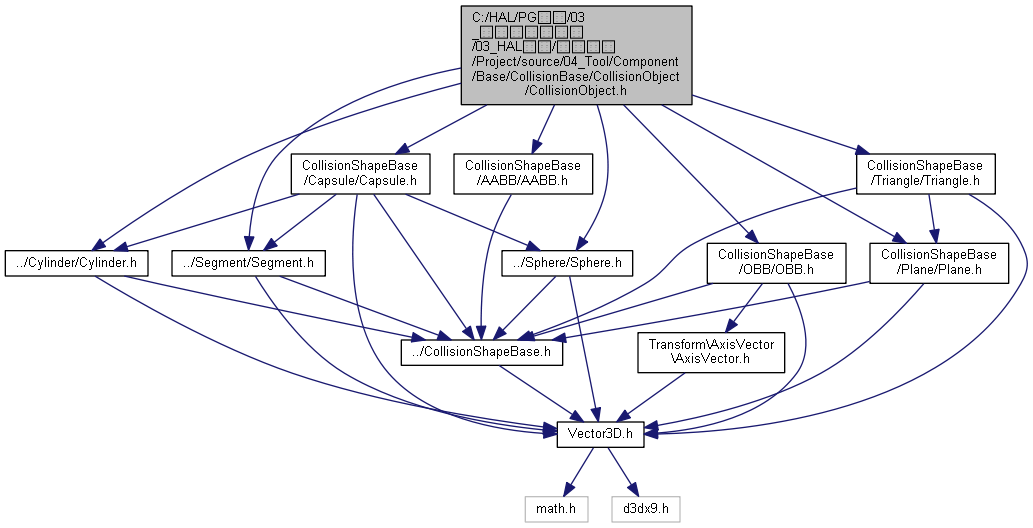 C:/HAL/PG□□/03
_□□□□□□□□
/03_HAL□□/□□□□
/Project/source/04_Tool/Component
/Base/CollisionBase/CollisionObject
/CollisionObject.h
CollisionShapeBase
/Capsule/Capsule.h
CollisionShapeBase
/AABB/AABB.h
CollisionShapeBase
/Triangle/Triangle.h
../Cylinder/Cylinder.h
../Segment/Segment.h
../Sphere/Sphere.h
CollisionShapeBase
/OBB/OBB.h
CollisionShapeBase
/Plane/Plane.h
../CollisionShapeBase.h
Transform\AxisVector
\AxisVector.h
Vector3D.h
math.h
d3dx9.h